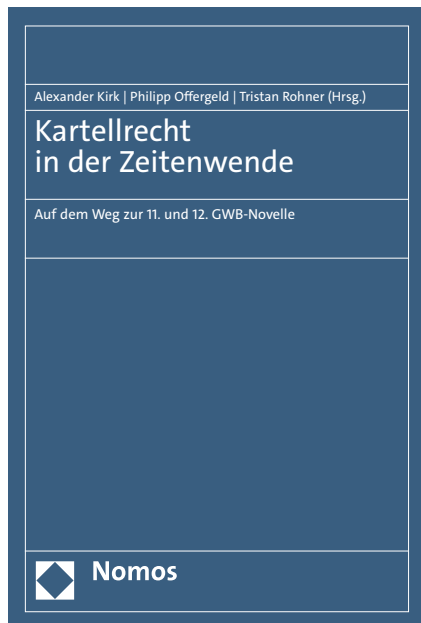 Alexander Kirk | Philipp Offergeld | Tristan Rohner (Hrsg.)
Kartellrecht
in der Zeitenwende
Auf dem Weg zur 11. und 12. GWB-Novelle
Nomos